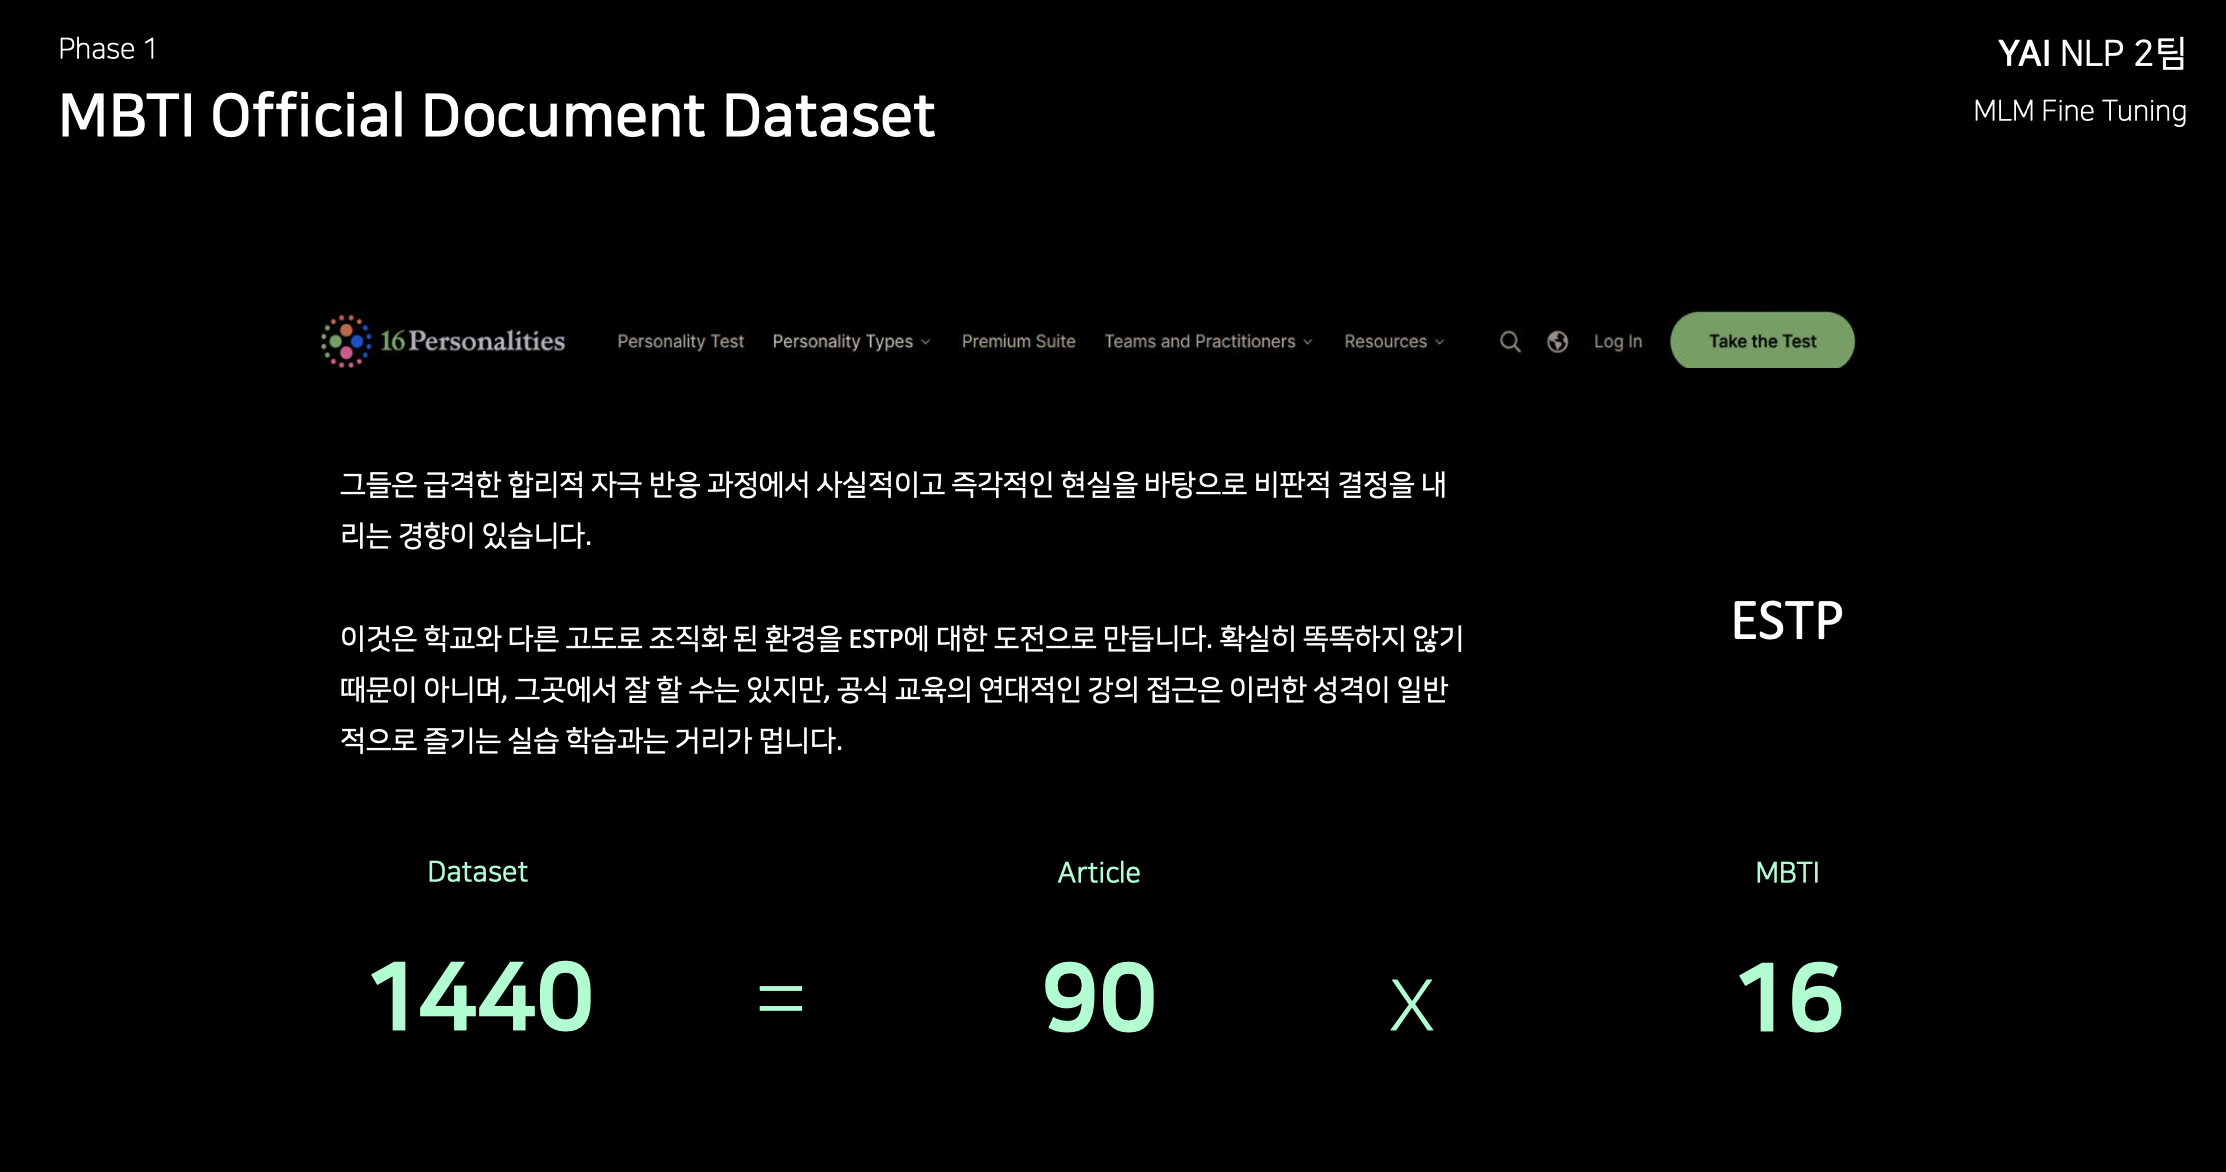 Phase 1
MBTI Official Document Dataset
YAI NLP 2팀
MLM Fine Tuning
16Personalities Personality Test Personality Types Premium Suite Teams and Practitioners Resources Log In Take the Test
그들은 급격한 합리적 자극 반응 과정에서 사실적이고 즉각적인 현실을 바탕으로 비판적 결정을 내
리는 경향이 있습니다.
이것은 학교와 다른 고도로 조직화 된 환경을 ESTP에 대한 도전으로 만듭니다. 확실히 똑똑하지 않기
때문이 아니며, 그곳에서 잘 할 수는 있지만, 공식 교육의 연대적인 강의 접근은 이러한 성격이 일반
적으로 즐기는 실습 학습과는 거리가 멉니다.
ESTP
Dataset Article MBTI
1440 = 90 X 16